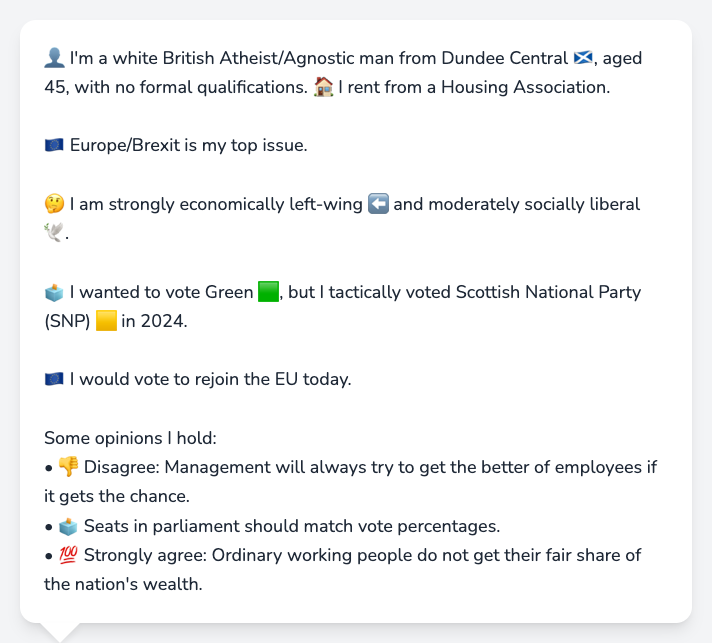 👤 I'm a white British Atheist/Agnostic man from Dundee Central 🏴󠁧󠁢󠁳󠁣󠁴󠁿, aged
45, with no formal qualifications. 🏠 I rent from a Housing Association.
🇪🇺 Europe/Brexit is my top issue.
🤔 I am strongly economically left-wing ⬅️ and moderately socially liberal
🕊️.
🗳️ I wanted to vote Green 🟩, but I tactically voted Scottish National Party
(SNP) 🟨 in 2024.
🇪🇺 I would vote to rejoin the EU today.
Some opinions I hold:
• 👎 Disagree: Management will always try to get the better of employees if
it gets the chance.
• 🗳️ Seats in parliament should match vote percentages.
• 💯 Strongly agree: Ordinary working people do not get their fair share of
the nation's wealth.